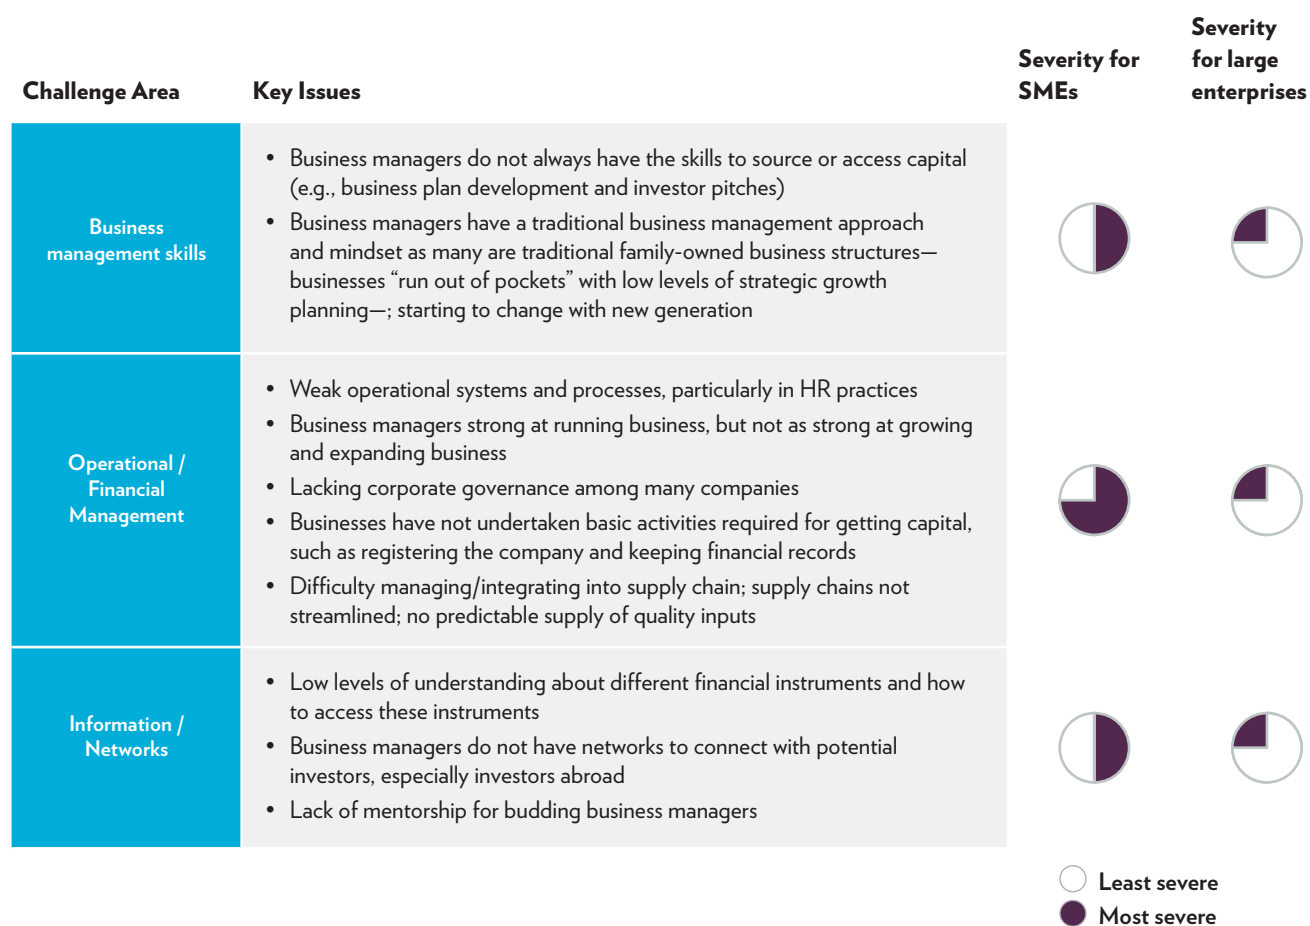 Challenge Area
Key Issues
Severity for
SMEs
Severity
for large
enterprises
Business
management skills
• Business managers do not always have the skills to source or access capital
(e.g., business plan development and investor pitches)
• Business managers have a traditional business management approach
and mindset as many are traditional family-owned business structures—
businesses “run out of pockets” with low levels of strategic growth
planning—; starting to change with new generation
Operational /
Financial
Management
• Weak operational systems and processes, particularly in HR practices
• Business managers strong at running business, but not as strong at growing
and expanding business
• Lacking corporate governance among many companies
• Businesses have not undertaken basic activities required for getting capital,
such as registering the company and keeping financial records
• Difficulty managing/integrating into supply chain; supply chains not
streamlined; no predictable supply of quality inputs
Information /
Networks
• Low levels of understanding about different financial instruments and how
to access these instruments
• Business managers do not have networks to connect with potential
investors, especially investors abroad
• Lack of mentorship for budding business managers
Least severe
Most severe